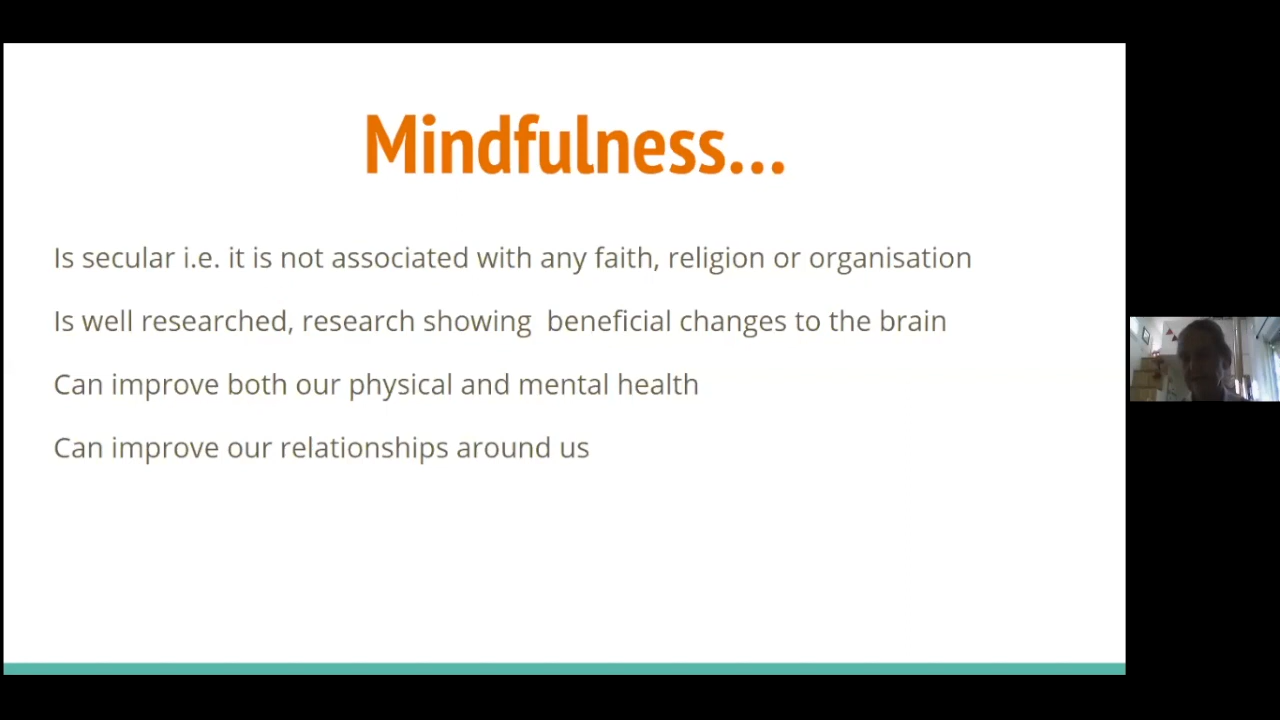 Mindfulness...
Is secular i.e. it is not associated with any faith, religion or organisation
Is well researched, research showing  beneficial changes to the brain
Can improve both our physical and mental health
Can improve our relationships around us